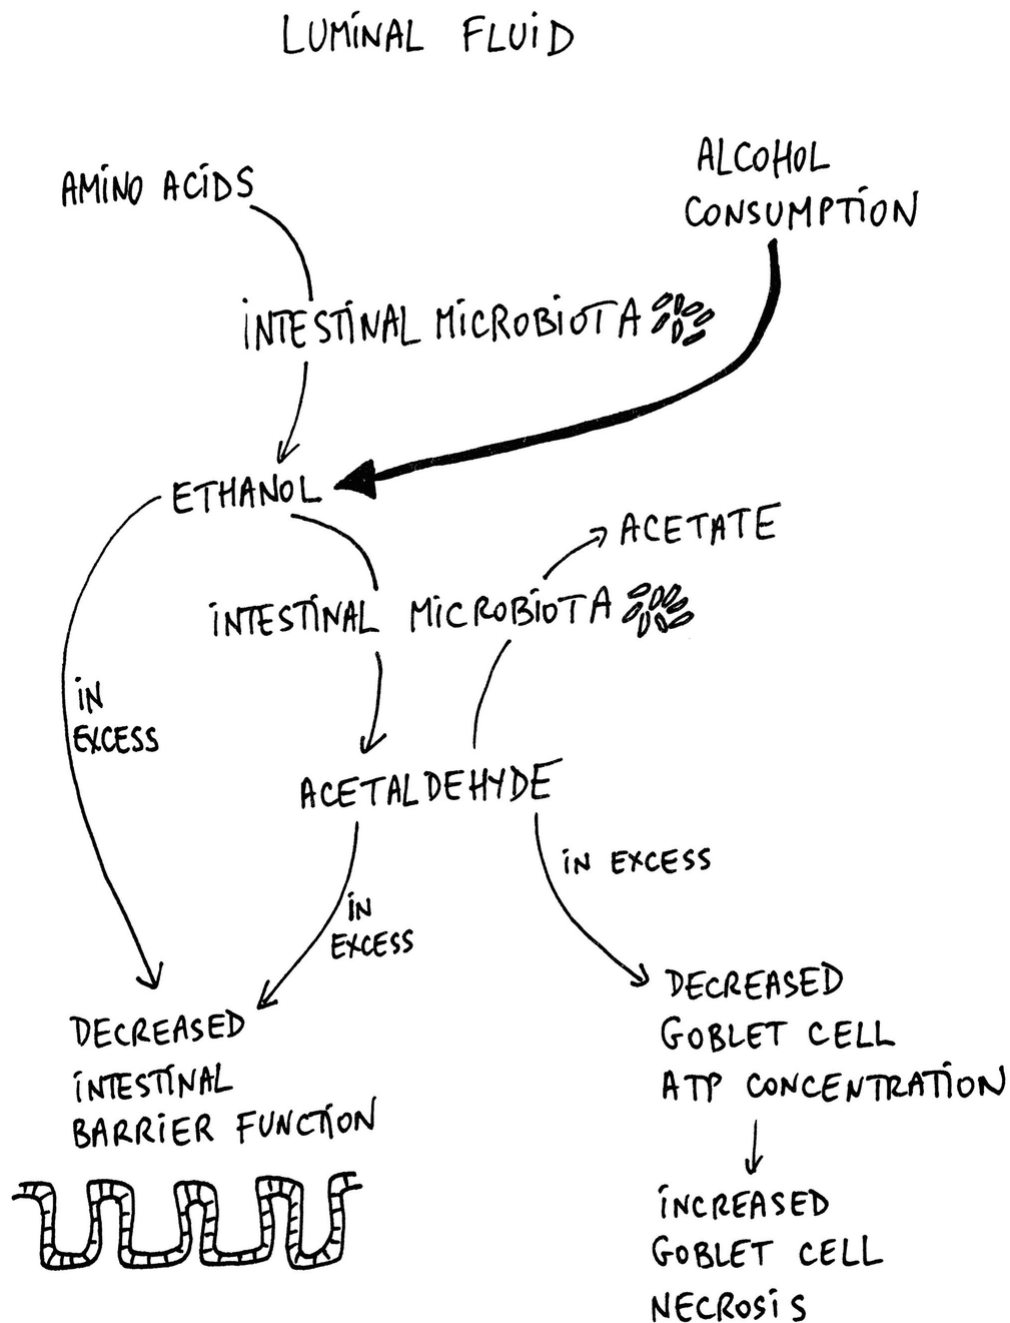 LUMINAL FLUID
AMINO ACIDS
ALCOHOL
CONSUMPTION
INTESTINAL MICROBIOTA
ETHANOL
ACETATE
INTESTINAL MICROBIOTA
IN
EXCESS
ACETALDEHYDE
IN EXCESS
IN
EXCESS
DECREASED
INTESTINAL
BARRIER FUNCTION
DECREASED
GOBLET CELL
ATP CONCENTRATION
INCREASED
GOBLET CELL
NECROSIS